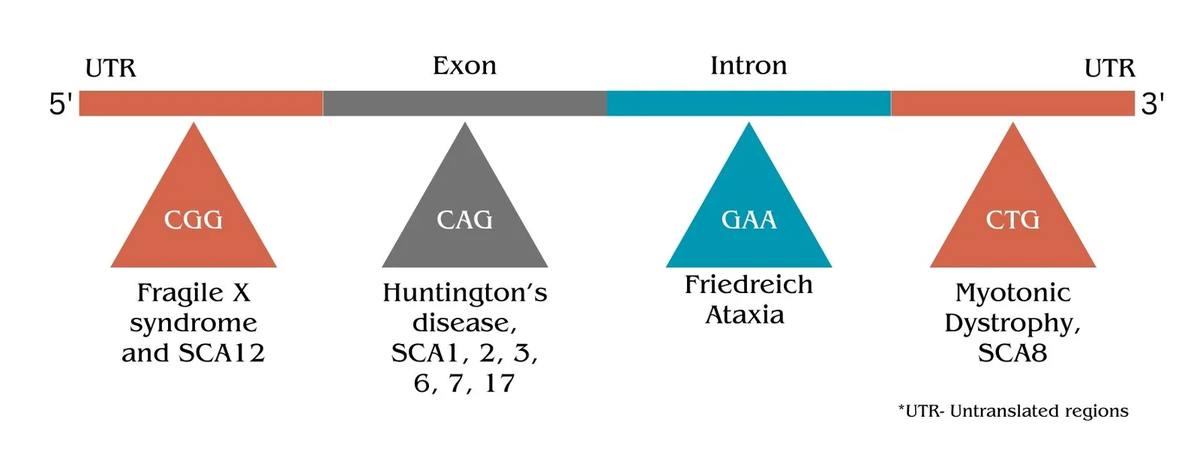 UTR
Exon
Intron
UTR
5'
3'
CGG
CAG
GAA
CTG
Fragile X
syndrome
and SCA12
Huntington's
disease,
SCA1, 2, 3,
6, 7, 17
Friedreich
Ataxia
Myotonic
Dystrophy,
SCA8
*UTR- Untranslated regions